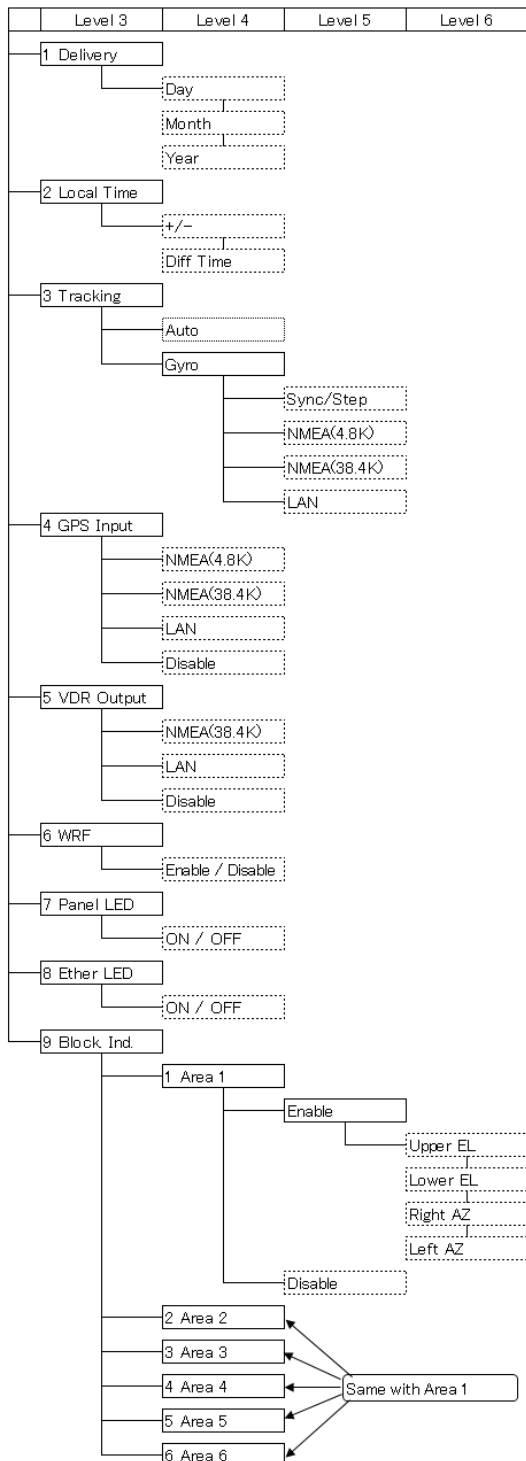 Level 3 Level 4 Level 5 Level 6
1 Delivery
Day
Month
Year
2 Local Time
+/-
Diff Time
3 Tracking
Auto
Gyro
Sync/Step
NMEA(4.8K)
NMEA(38.4K)
LAN
4 GPS Input
NMEA(4.8K)
NMEA(38.4K)
LAN
Disable
5 VDR Output
NMEA(38.4K)
LAN
Disable
6 WRF
Enable / Disable
7 Panel LED
ON / OFF
8 Ether LED
ON / OFF
9 Block. Ind.
1 Area 1
Enable
Upper EL
Lower EL
Right AZ
Left AZ
Disable
2 Area 2
3 Area 3
4 Area 4
Same with Area 1
5 Area 5
6 Area 6